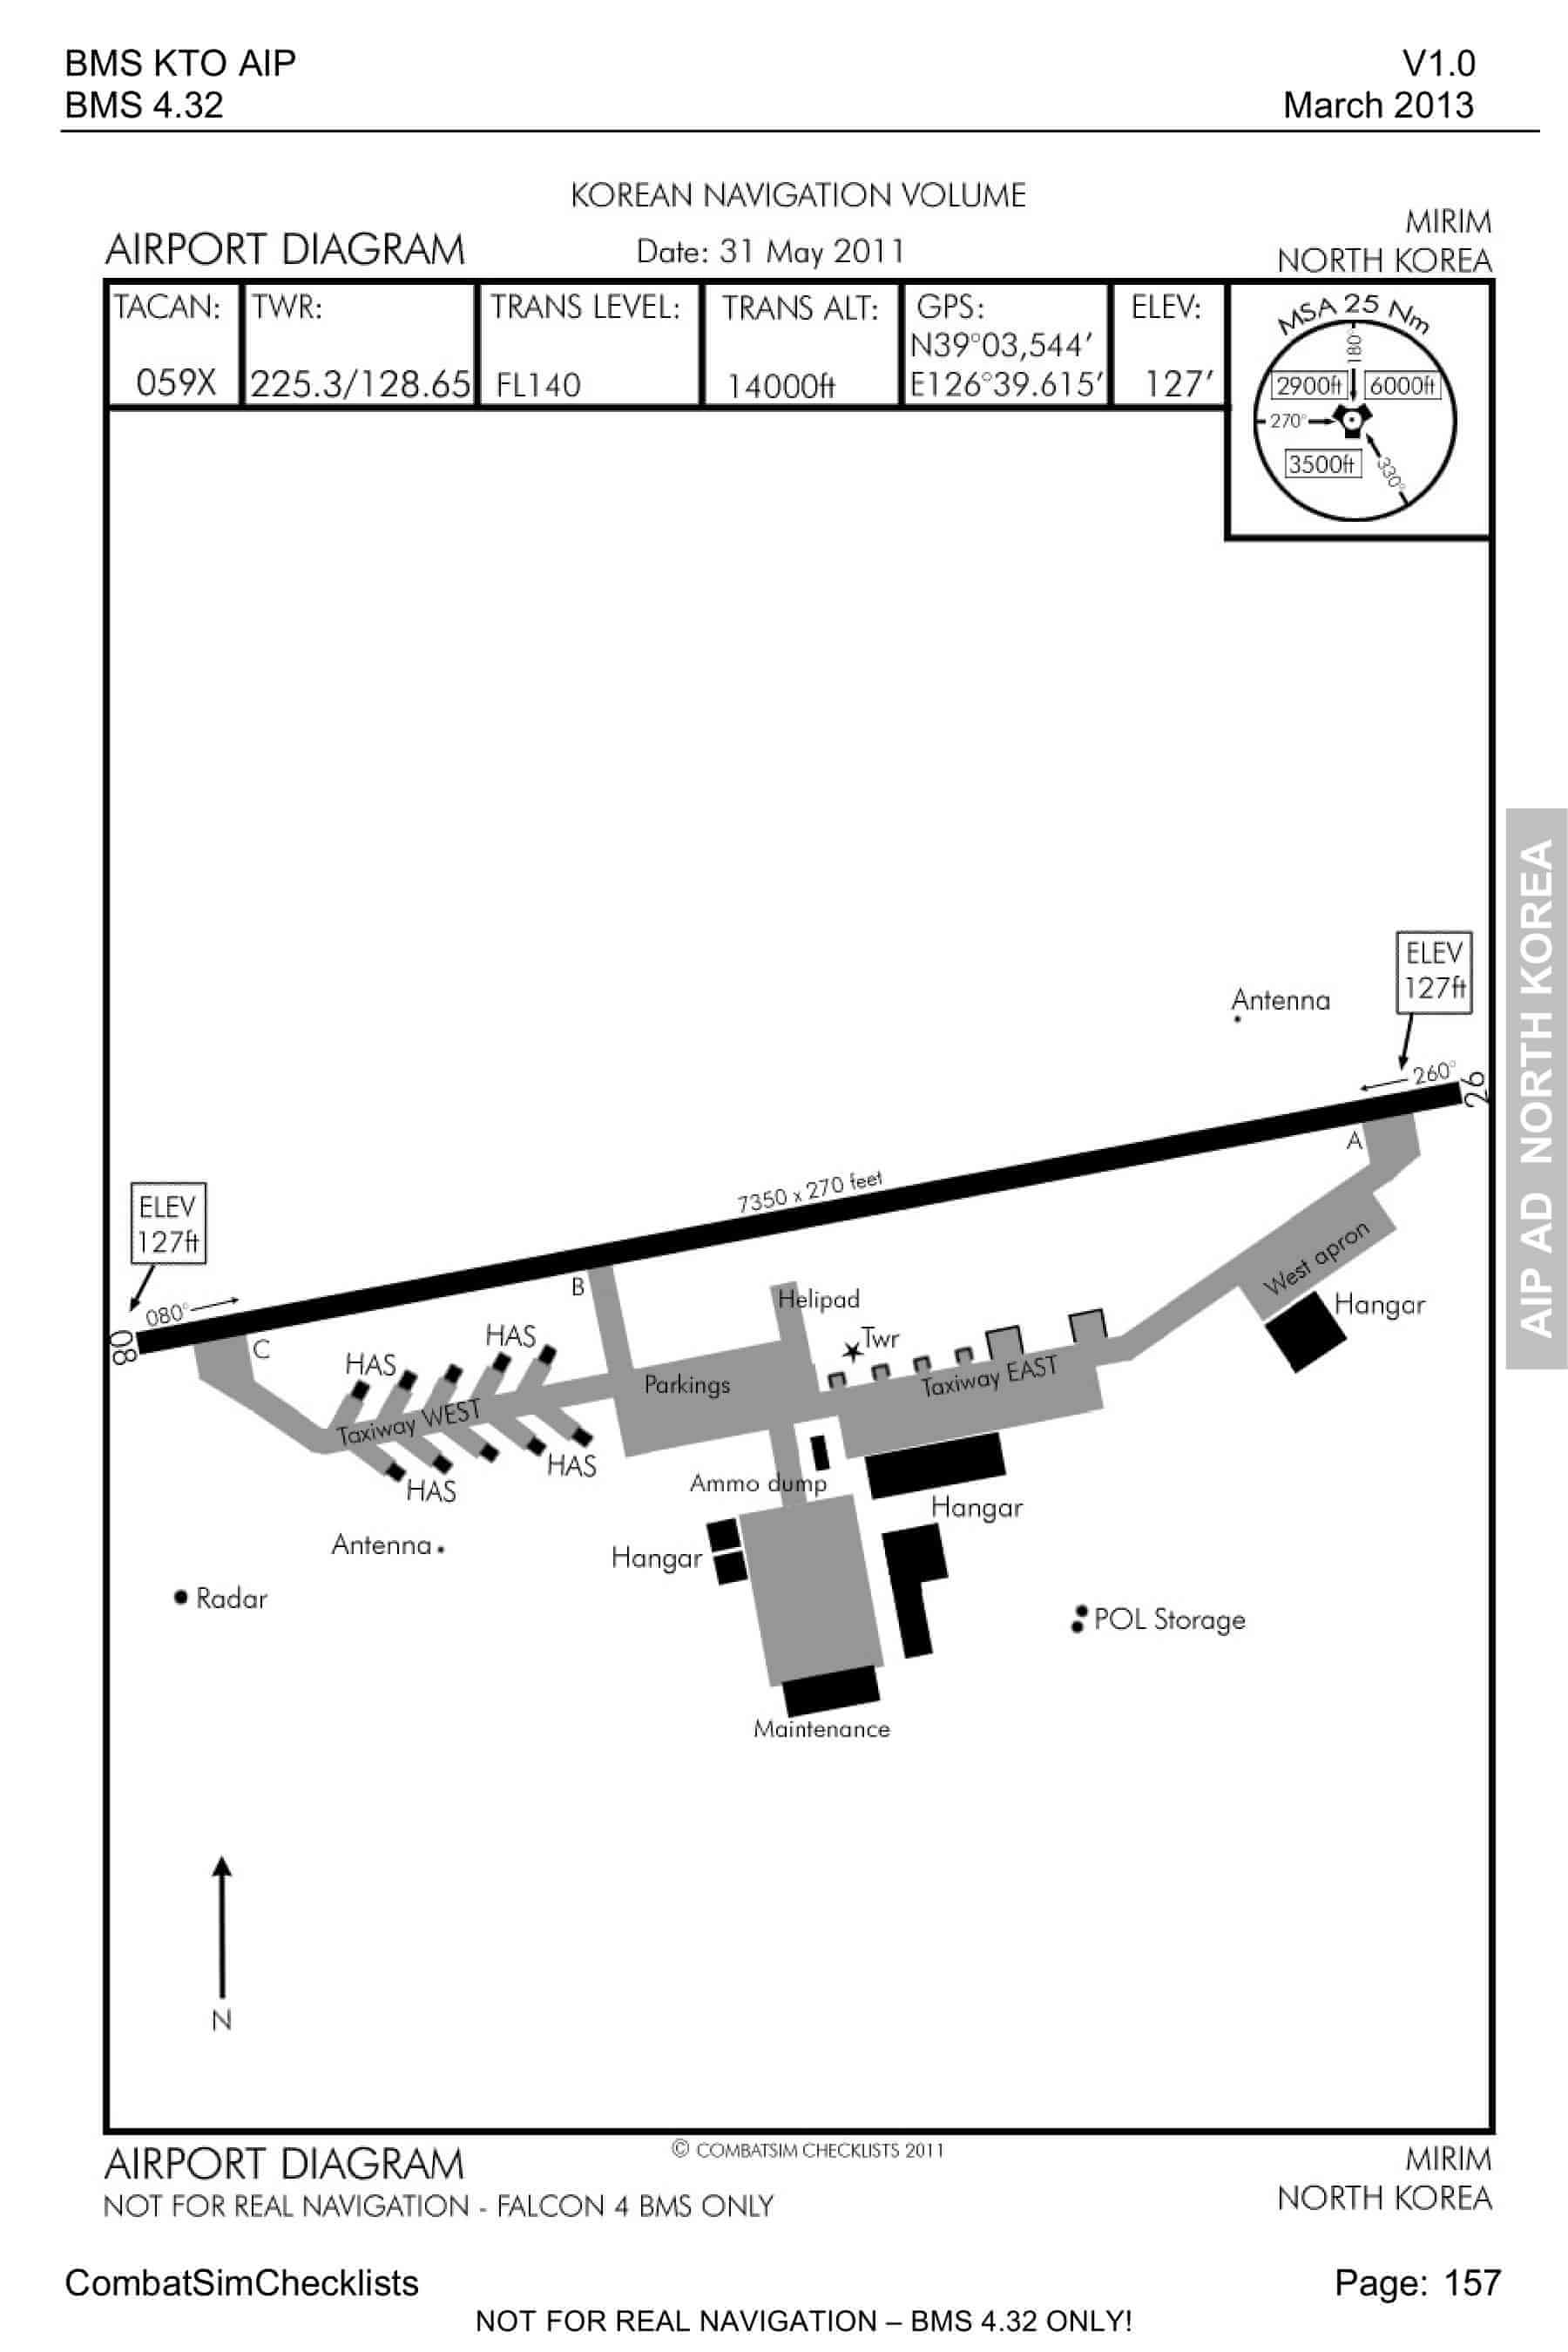 BMS KTO AIP V1.0
BMS 4.32 March 2013
KOREAN NAVIGATION VOLUME
MIRIM
AIRPORT DIAGRAM Date: 31 May 2011
NORTH KOREA
TACAN: TWR: TRANS LEVEL: TRANS ALT: GPS: ELEV:
N39°03,544′
059X 225.3/128.65 FL140 14000ft E126°39.615′ 127′
MSA 25 Nm
180°
2900ft 6000ft
270°
3500ft 330°
AIP AD NORTH KOREA
ELEV
127ft
Antenna
260°
26
A
7350 x 270 feet
ELEV
127ft
West apron
B
Helipad
Hangar
080°
08
C
HAS
Twr
HAS
Parkings
Taxiway EAST
Taxiway WEST
HAS
HAS
Ammo dump
Hangar
Antenna
Hangar
Radar
POL Storage
Maintenance
N
© COMBATSIM CHECKLISTS 2011
AIRPORT DIAGRAM MIRIM
NOT FOR REAL NAVIGATION - FALCON 4 BMS ONLY NORTH KOREA
CombatSimChecklists Page: 157
NOT FOR REAL NAVIGATION – BMS 4.32 ONLY!